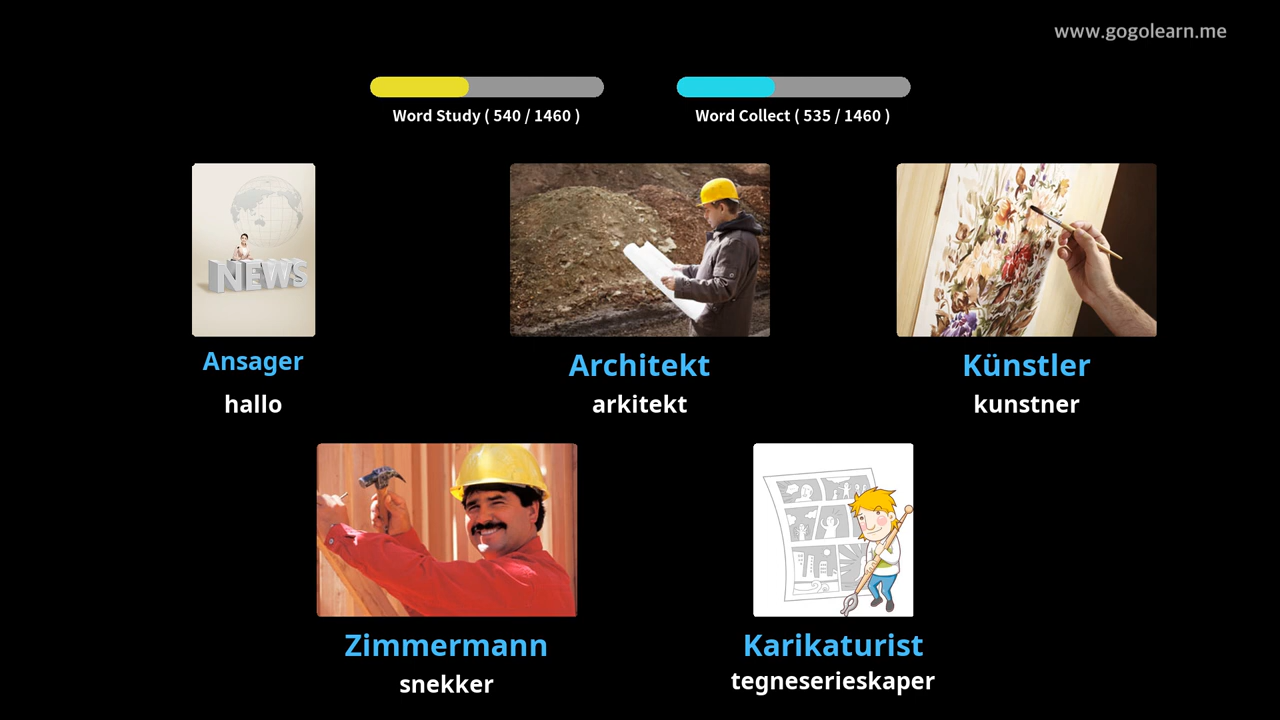 www.gogolearn.me
Word Study ( 540 / 1460 )
Word Collect ( 535 / 1460 )
NEWS
Ansager
hallo
Architekt
arkitekt
Künstler
kunstner
Zimmermann
snekker
Karikaturist
tegneserieskaper